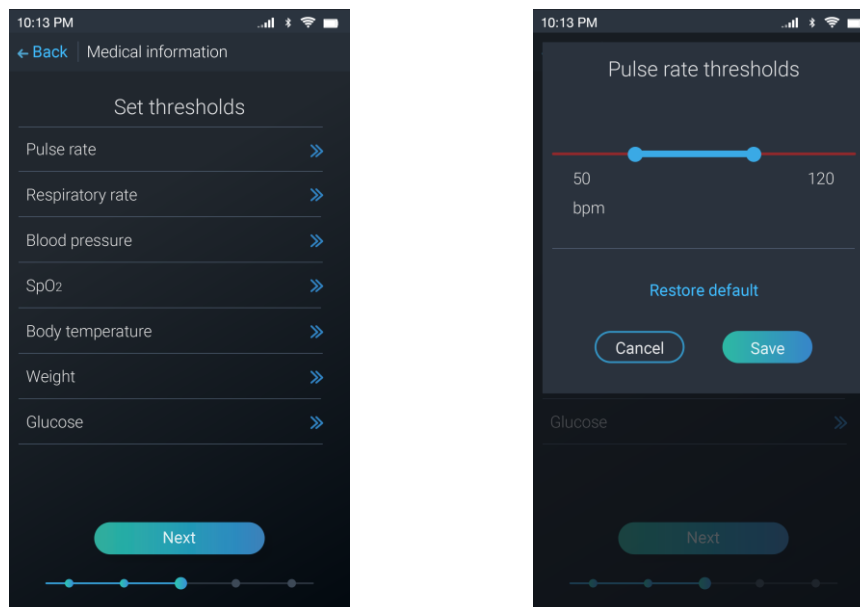 10:13 PM
← Back | Medical information
Set thresholds
Pulse rate
Respiratory rate
Blood pressure
SpO2
Body temperature
Weight
Glucose
Next
10:13 PM
Pulse rate thresholds
50 120
bpm
Restore default
Cancel Save
Glucose
Next